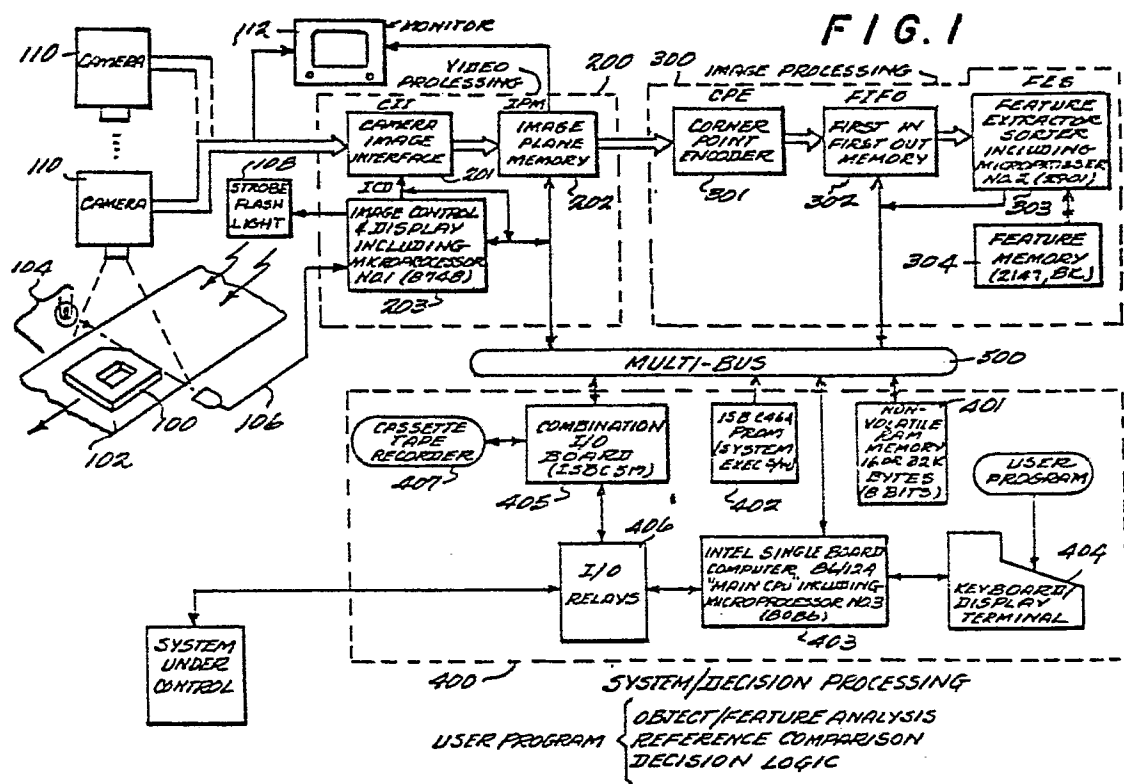 FIG. 1
110
CAMERA
110
CAMERA
112
MONITOR
108
STROBE
FLASH
LIGHT
104
100
102
106
VIDEO
PROCESSING
200
CII
CAMERA
IMAGE
INTERFACE
201
IPM
IMAGE
PLANE
MEMORY
202
ICD
IMAGE CONTROL
& DISPLAY
INCLUDING
MICROPROCESSOR
NO.1 (8748)
203
300
IMAGE PROCESSING
CPE
CORNER
POINT
ENCODER
301
FIFO
FIRST IN
FIRST OUT
MEMORY
302
FES
FEATURE
EXTRACTOR
SORTER
INCLUDING
MICROPROCESSOR
NO. 2 (2901)
303
304
FEATURE
MEMORY
(2147, 8K)
MULTI-BUS
500
CASSETTE
TAPE
RECORDER
407
COMBINATION
I/O
BOARD
(ISBC 517)
405
ISBC 464
PROM
(SYSTEM
EXEC S/W)
402
401
NON-
VOLATILE
RAM
MEMORY
16 OR 32K
BYTES
(8 BITS)
USER
PROGRAM
406
I/O
RELAYS
INTEL SINGLE BOARD
COMPUTER 86/12A
"MAIN CPU" INCLUDING
MICROPROCESSOR NO.3
(8086)
403
404
KEYBOARD/
DISPLAY
TERMINAL
SYSTEM
UNDER
CONTROL
400
SYSTEM/DECISION PROCESSING
USER PROGRAM
OBJECT/FEATURE ANALYSIS
REFERENCE COMPARISON
DECISION LOGIC